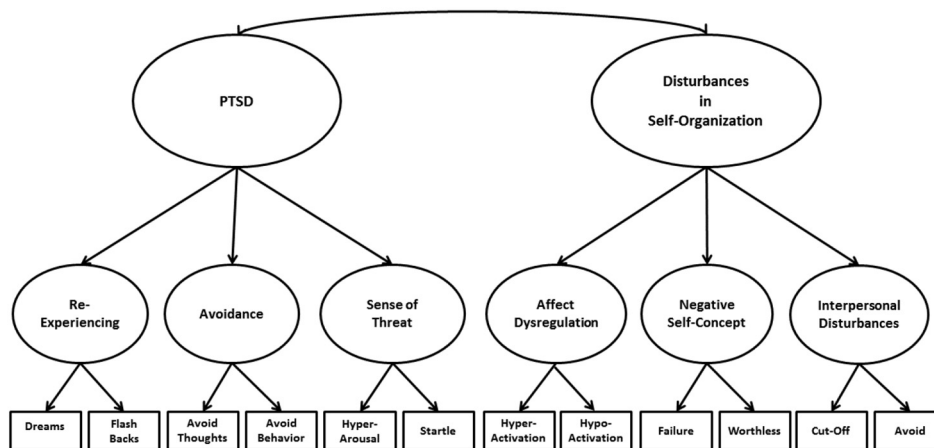 PTSD
Disturbances
in
Self-Organization
Re-
Experiencing
Avoidance
Sense of
Threat
Affect
Dysregulation
Negative
Self-Concept
Interpersonal
Disturbances
Dreams
Flash
Backs
Avoid
Thoughts
Avoid
Behavior
Hyper-
Arousal
Startle
Hyper-
Activation
Hypo-
Activation
Failure
Worthless
Cut-Off
Avoid